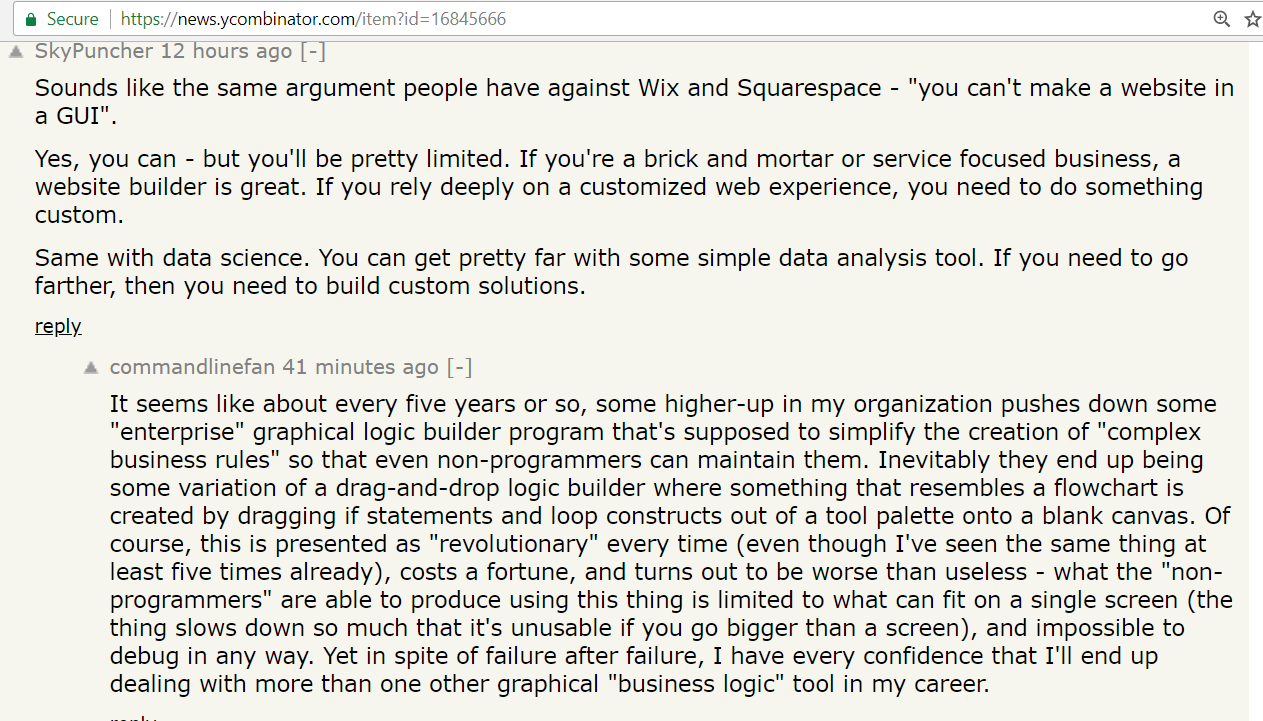 Secure https://news.ycombinator.com/item?id=16845666
SkyPuncher 12 hours ago [-]
Sounds like the same argument people have against Wix and Squarespace - "you can't make a website in
a GUI".
Yes, you can - but you'll be pretty limited. If you're a brick and mortar or service focused business, a
website builder is great. If you rely deeply on a customized web experience, you need to do something
custom.
Same with data science. You can get pretty far with some simple data analysis tool. If you need to go
farther, then you need to build custom solutions.
reply
commandlinefan 41 minutes ago [-]
It seems like about every five years or so, some higher-up in my organization pushes down some
"enterprise" graphical logic builder program that's supposed to simplify the creation of "complex
business rules" so that even non-programmers can maintain them. Inevitably they end up being
some variation of a drag-and-drop logic builder where something that resembles a flowchart is
created by dragging if statements and loop constructs out of a tool palette onto a blank canvas. Of
course, this is presented as "revolutionary" every time (even though I've seen the same thing at
least five times already), costs a fortune, and turns out to be worse than useless - what the "non-
programmers" are able to produce using this thing is limited to what can fit on a single screen (the
thing slows down so much that it's unusable if you go bigger than a screen), and impossible to
debug in any way. Yet in spite of failure after failure, I have every confidence that I'll end up
dealing with more than one other graphical "business logic" tool in my career.
reply